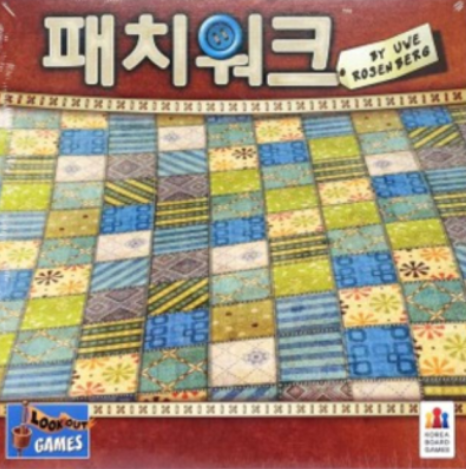 패치워크
BY UWE
ROSENBERG
LOOKOUT
GAMES
KOREA
BOARD
GAMES